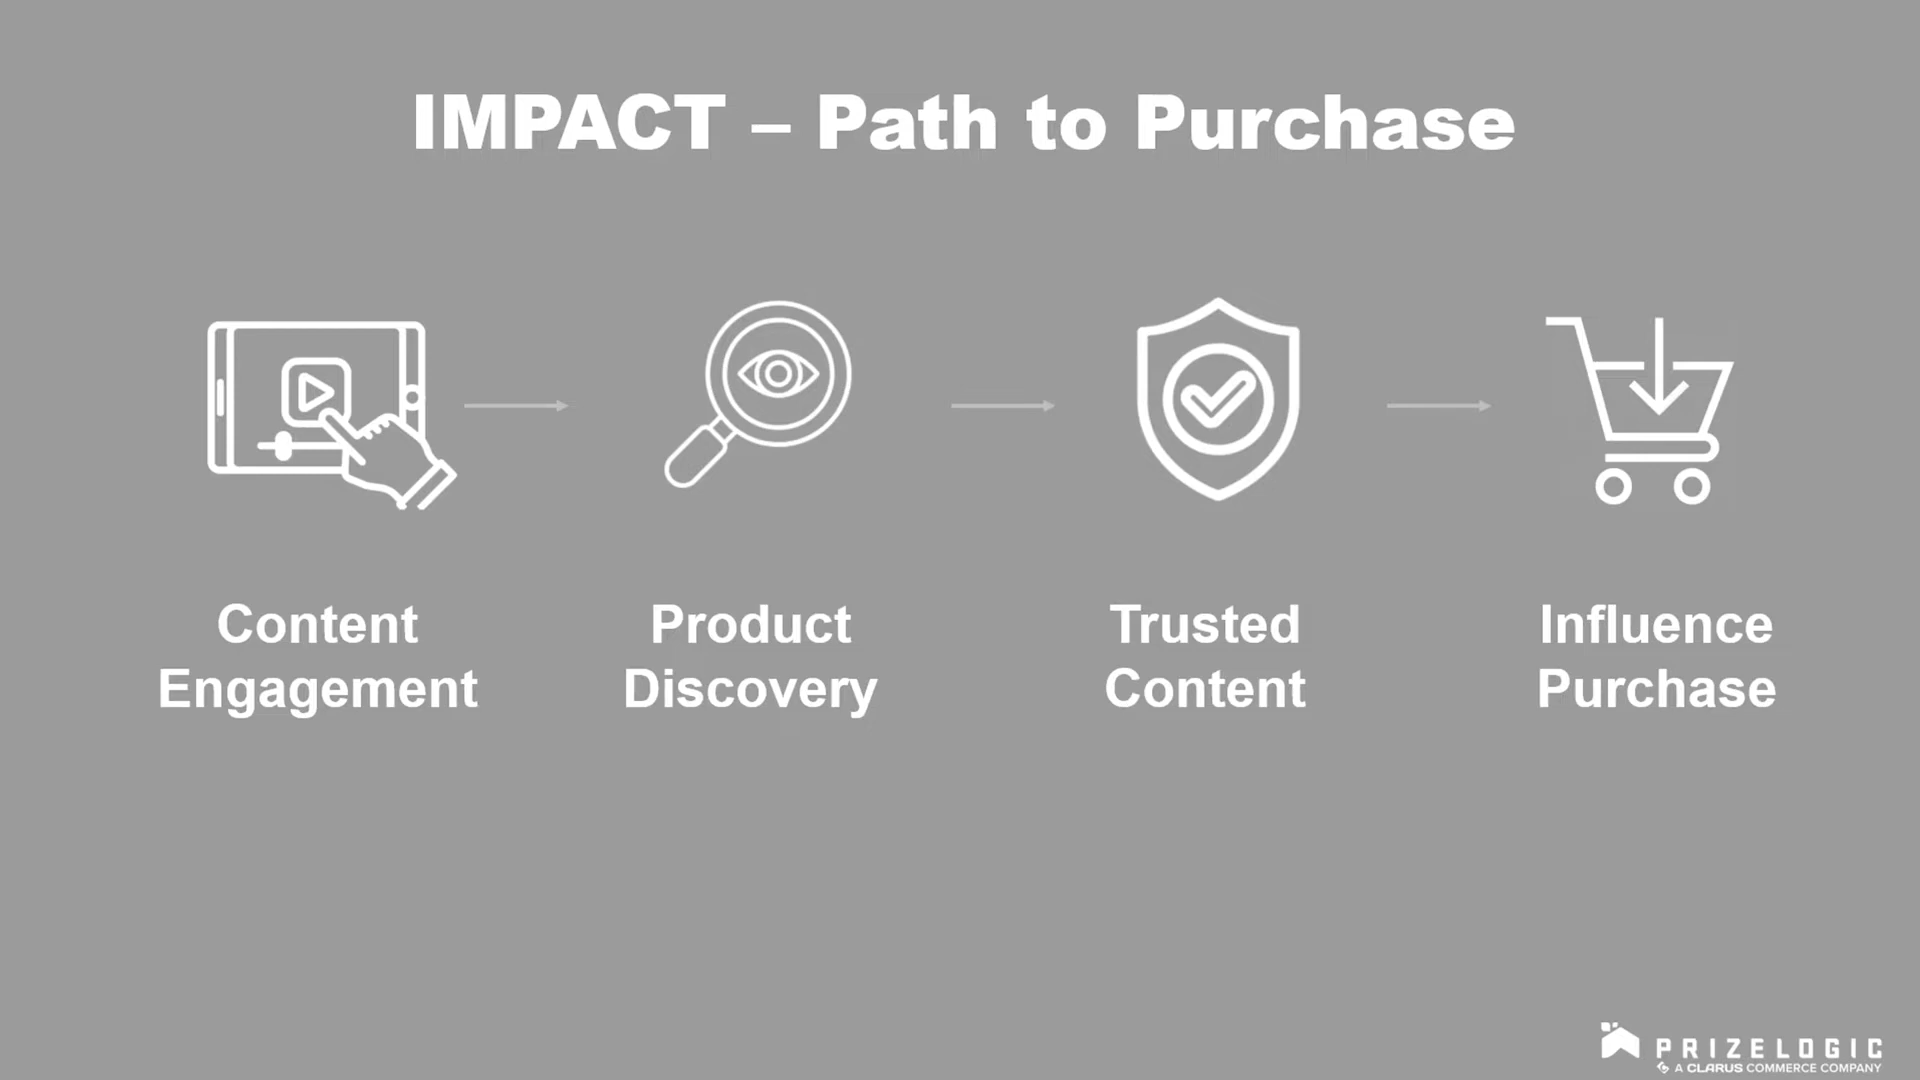 IMPACT – Path to Purchase
Content
Engagement
Product
Discovery
Trusted
Content
Influence
Purchase
PRIZELOGIC
A CLARUS COMMERCE COMPANY